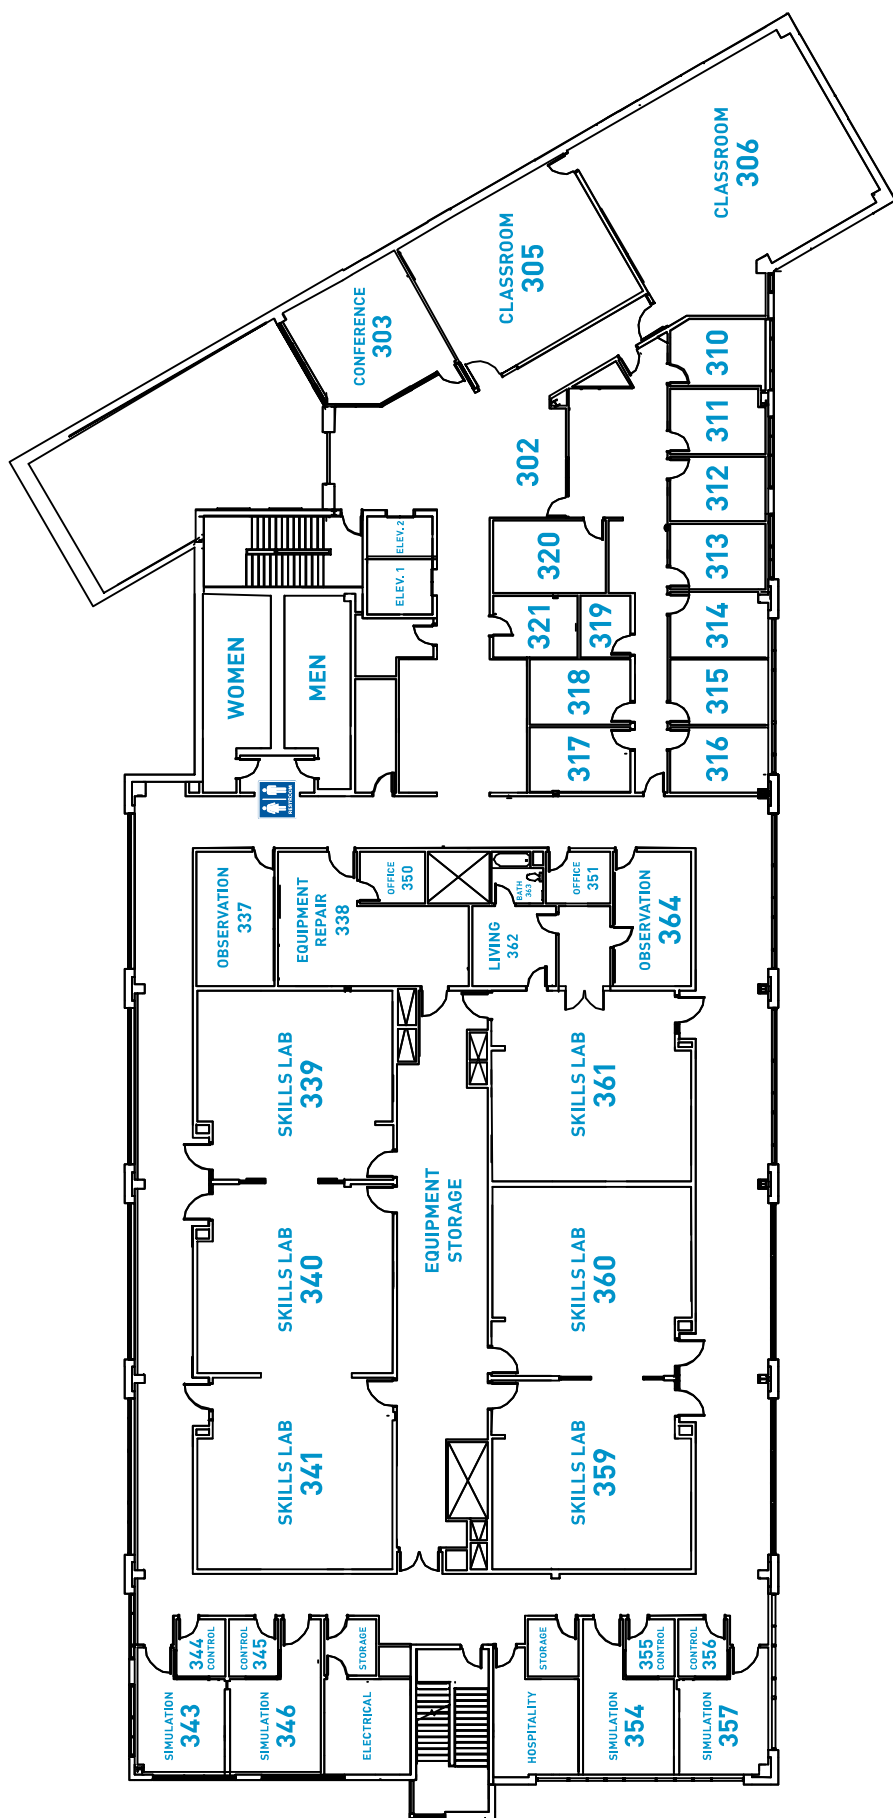 CLASSROOM
306
CLASSROOM
305
CONFERENCE
303
310
311
302
312
ELEV. 2
320
313
ELEV. 1
321
319
314
WOMEN
MEN
318
315
317
316
RESTROOM
OBSERVATION
337
EQUIPMENT
REPAIR
338
OFFICE
350
BATH
363
OFFICE
351
LIVING
362
OBSERVATION
364
SKILLS LAB
339
SKILLS LAB
361
EQUIPMENT
STORAGE
SKILLS LAB
340
SKILLS LAB
360
SKILLS LAB
341
SKILLS LAB
359
344
CONTROL
CONTROL
345
STORAGE
STORAGE
355
CONTROL
CONTROL
356
SIMULATION
343
SIMULATION
346
ELECTRICAL
HOSPITALITY
SIMULATION
354
SIMULATION
357